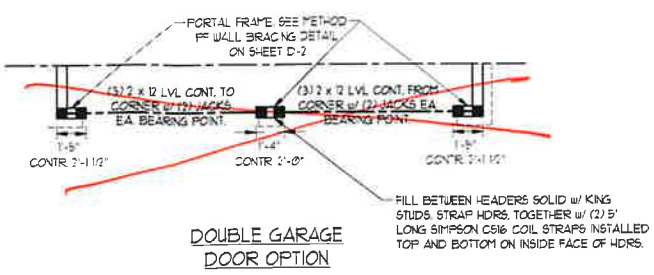 PORTAL FRAME, SEE METHOD
PF WALL BRACING DETAIL
ON SHEET D-2
(3) 2 x 12 LVL CONT. TO
CORNER w/ (2) JACKS
EA. BEARING POINT.
(3) 2 x 12 LVL CONT. FROM
CORNER w/ (2) JACKS EA.
BEARING POINT.
1'-4"
CONTR. 2'-1 1/2"
CONTR. 2'-0"
CONTR. 2'-1 1/2"
FILL BETWEEN HEADERS SOLID w/ KING
STUDS. STRAP HDRS. TOGETHER w/ (2) 5'
LONG SIMPSON CS16 COIL STRAPS INSTALLED
TOP AND BOTTOM ON INSIDE FACE OF HDRS.
DOUBLE GARAGE
DOOR OPTION